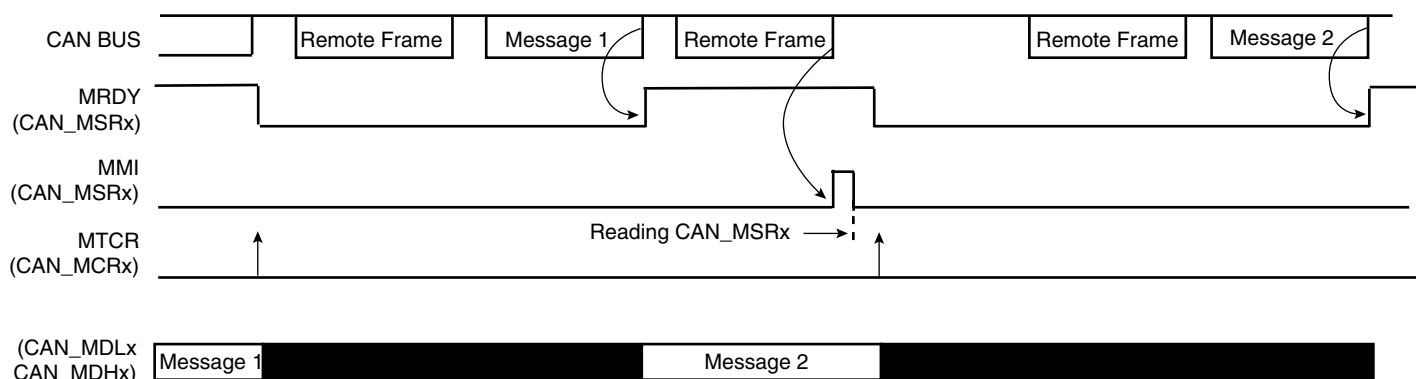 CAN BUS
Remote Frame
Message 1
Remote Frame
Remote Frame
Message 2
MRDY
(CAN_MSRx)
MMI
(CAN_MSRx)
Reading CAN_MSRx
MTCR
(CAN_MCRx)
(CAN_MDLx
CAN_MDHx)
Message 1
Message 2